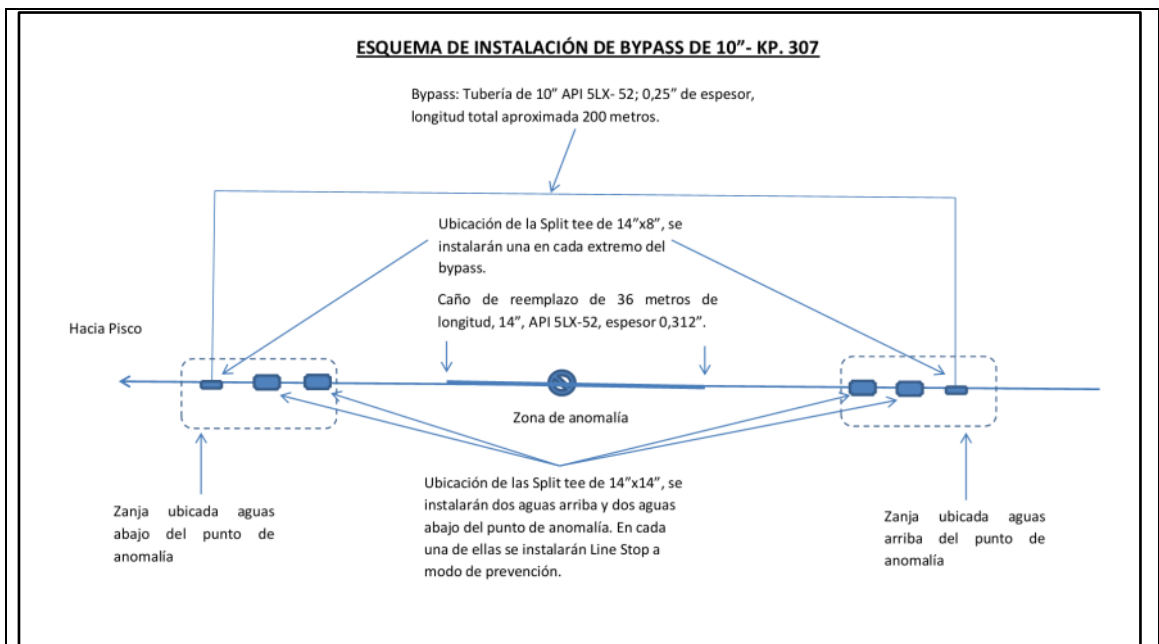 ESQUEMA DE INSTALACIÓN DE BYPASS DE 10”- KP. 307
Bypass: Tubería de 10” API 5LX- 52; 0,25” de espesor,
longitud total aproximada 200 metros.
Ubicación de la Split tee de 14”x8”, se
instalarán una en cada extremo del
bypass.
Caño de reemplazo de 36 metros de
longitud, 14”, API 5LX-52, espesor 0,312”.
Hacia Pisco
Zona de anomalía
Ubicación de las Split tee de 14”x14”, se
instalarán dos aguas arriba y dos aguas
abajo del punto de anomalía. En cada
una de ellas se instalarán Line Stop a
modo de prevención.
Zanja ubicada aguas
abajo del punto de
anomalía
Zanja ubicada aguas
arriba del punto de
anomalía